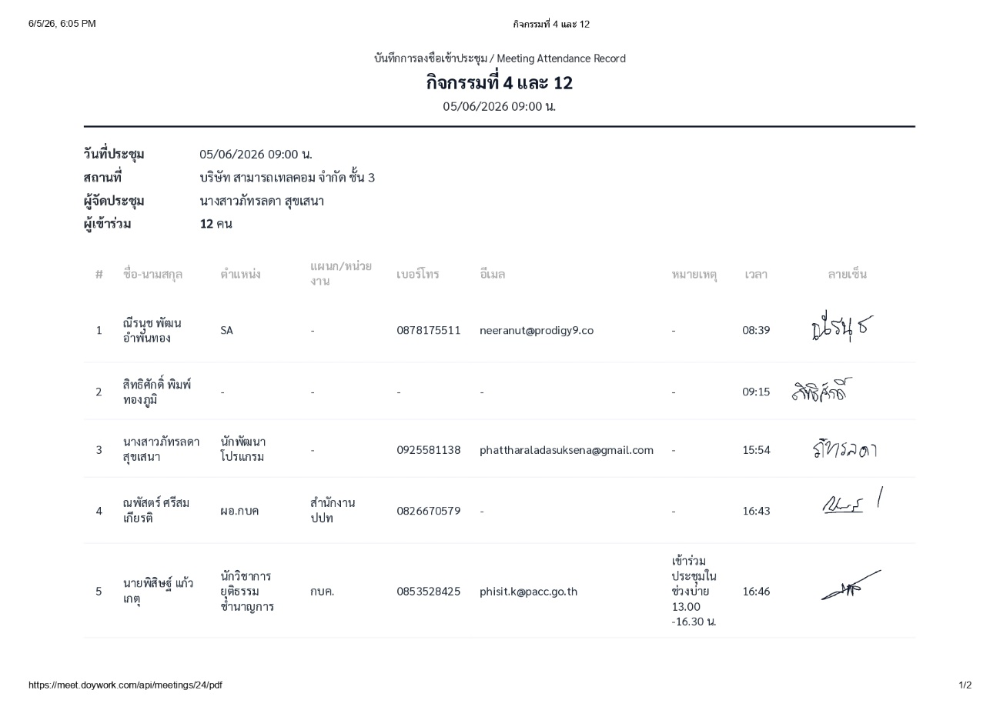 6/5/26, 6:05 PM กิจกรรมที่ 4 และ 12
บันทึกการลงชื่อเข้าประชุม / Meeting Attendance Record
กิจกรรมที่ 4 และ 12
05/06/2026 09:00 น.
วันที่ประชุม 05/06/2026 09:00 น.
สถานที่ บริษัท สามารถเทลคอม จำกัด ชั้น 3
ผู้จัดประชุม นางสาวภัทรลดา สุขเสนา
ผู้เข้าร่วม 12 คน
# ชื่อ-นามสกุล ตำแหน่ง แผนก/หน่วย
งาน เบอร์โทร อีเมล หมายเหตุ เวลา ลายเซ็น
1 ณีรนุช พัฒน
อำพันทอง SA - 0878175511 neeranut@prodigy9.co - 08:39 ณีรนุช
2 สิทธิศักดิ์ พิมพ์
ทองภูมิ - - - - - 09:15 สิทธิศักดิ์
3 นางสาวภัทรลดา
สุขเสนา นักพัฒนา
โปรแกรม - 0925581138 phattharaladasuksena@gmail.com - 15:54 ภัทรลดา
4 ณพัสตร์ ศรีสม
เกียรติ ผอ.กบค สำนักงาน
ปปท 0826670579 - - 16:43
5 นายพิสิษฐ์ แก้ว
เกตุ นักวิชาการ
ยุติธรรม
ชำนาญการ กบค. 0853528425 phisit.k@pacc.go.th เข้าร่วม
ประชุมใน
ช่วงบ่าย
13.00
-16.30 น. 16:46
https://meet.doywork.com/api/meetings/24/pdf 1/2